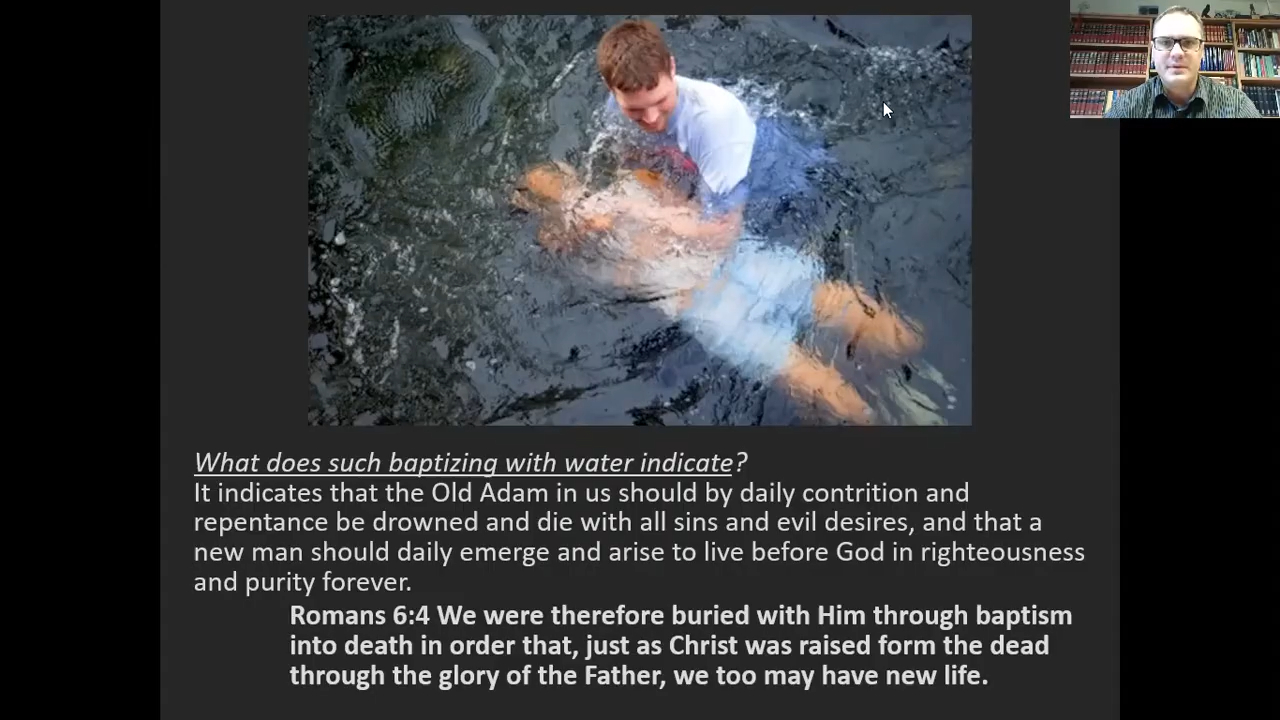 What does such baptizing with water indicate?
It indicates that the Old Adam in us should by daily contrition and
repentance be drowned and die with all sins and evil desires, and that a
new man should daily emerge and arise to live before God in righteousness
and purity forever.
Romans 6:4 We were therefore buried with Him through baptism
into death in order that, just as Christ was raised form the dead
through the glory of the Father, we too may have new life.